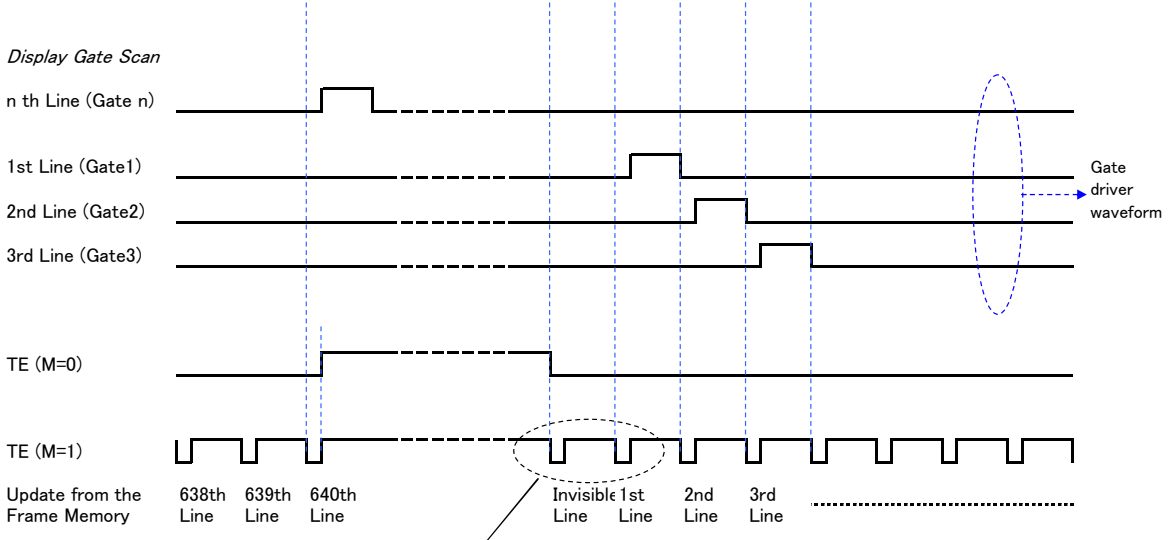 Display Gate Scan
n th Line (Gate n)
1st Line (Gate1)
2nd Line (Gate2)
3rd Line (Gate3)
Gate
driver
waveform
TE (M=0)
TE (M=1)
Update from the
Frame Memory
638th
Line
639th
Line
640th
Line
Invisible
Line
1st
Line
2nd
Line
3rd
Line